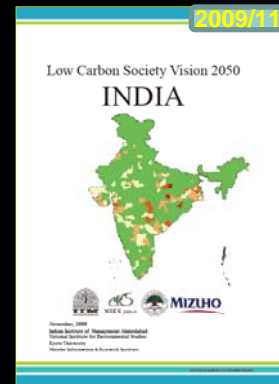 2009/11
Low Carbon Society Vision 2050
INDIA
MIZUHO
November, 2009
Indian Institute of Management Ahmedabad
National Institute for Environmental Studies
Kyoto University
Mizuho Information & Research Institute